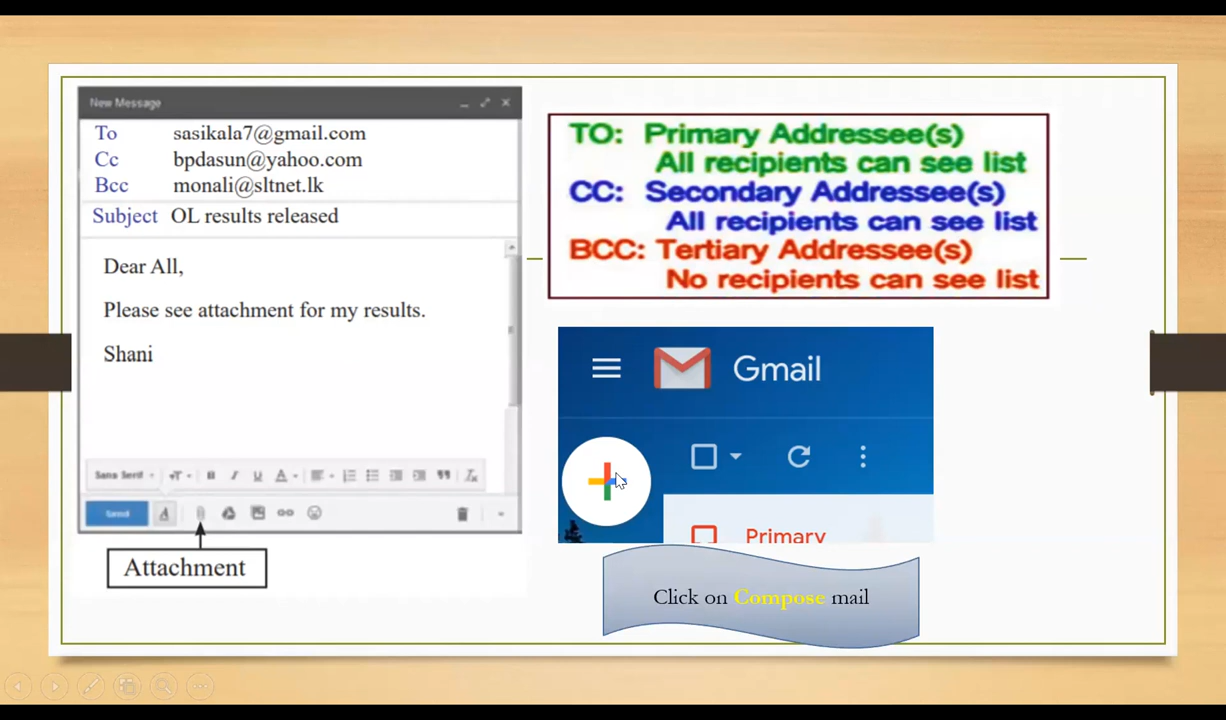 New Message
To sasikala7@gmail.com
Cc bpdasun@yahoo.com
Bcc monali@sltnet.lk
Subject OL results released
Dear All,
Please see attachment for my results.
Shani
Sans Serif
Send
Attachment
TO: Primary Addressee(s)
All recipients can see list
CC: Secondary Addressee(s)
All recipients can see list
BCC: Tertiary Addressee(s)
No recipients can see list
Gmail
Primary
Click on Compose mail